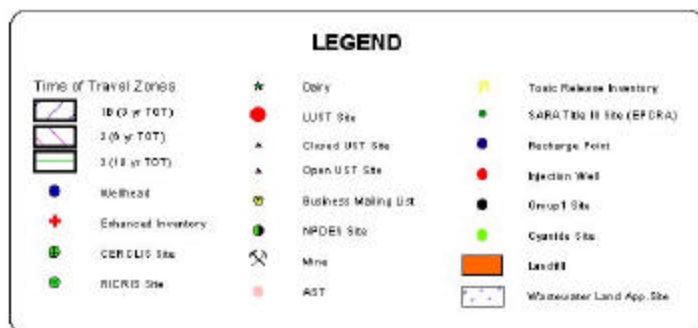 LEGEND
Time of Travel Zones
1B (3 yr TOT)
2 (6 yr TOT)
3 (10 yr TOT)
Wellhead
Enhanced Inventory
CERCLIS Site
RICRIS Site
Dairy
LUST Site
Closed UST Site
Open UST Site
Business Mailing List
NPDES Site
Mine
AST
Toxic Release Inventory
SARA Title III Site (EPCRA)
Recharge Point
Injection Well
Group1 Site
Cyanide Site
Landfill
Wastewater Land App. Site